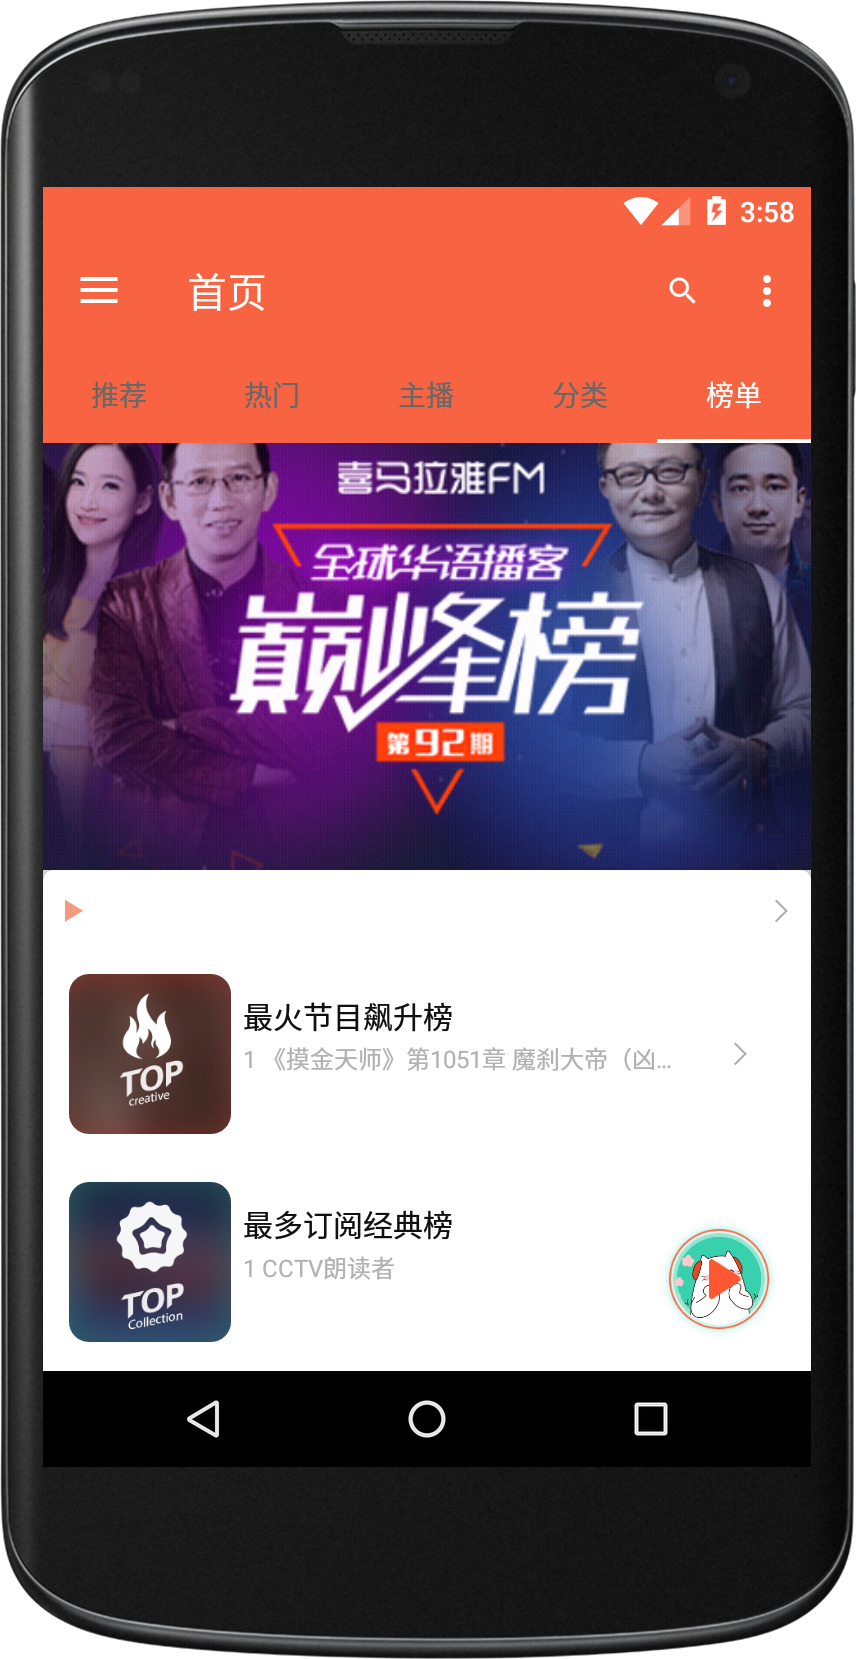 3:58
首页
推荐 热门 主播 分类 榜单
喜马拉雅FM
全球华语播客
巅峰榜
第92期
TOP
creative
最火节目飙升榜
1 《摸金天师》第1051章 魔刹大帝（凶...
TOP
Collection
最多订阅经典榜
1 CCTV朗读者